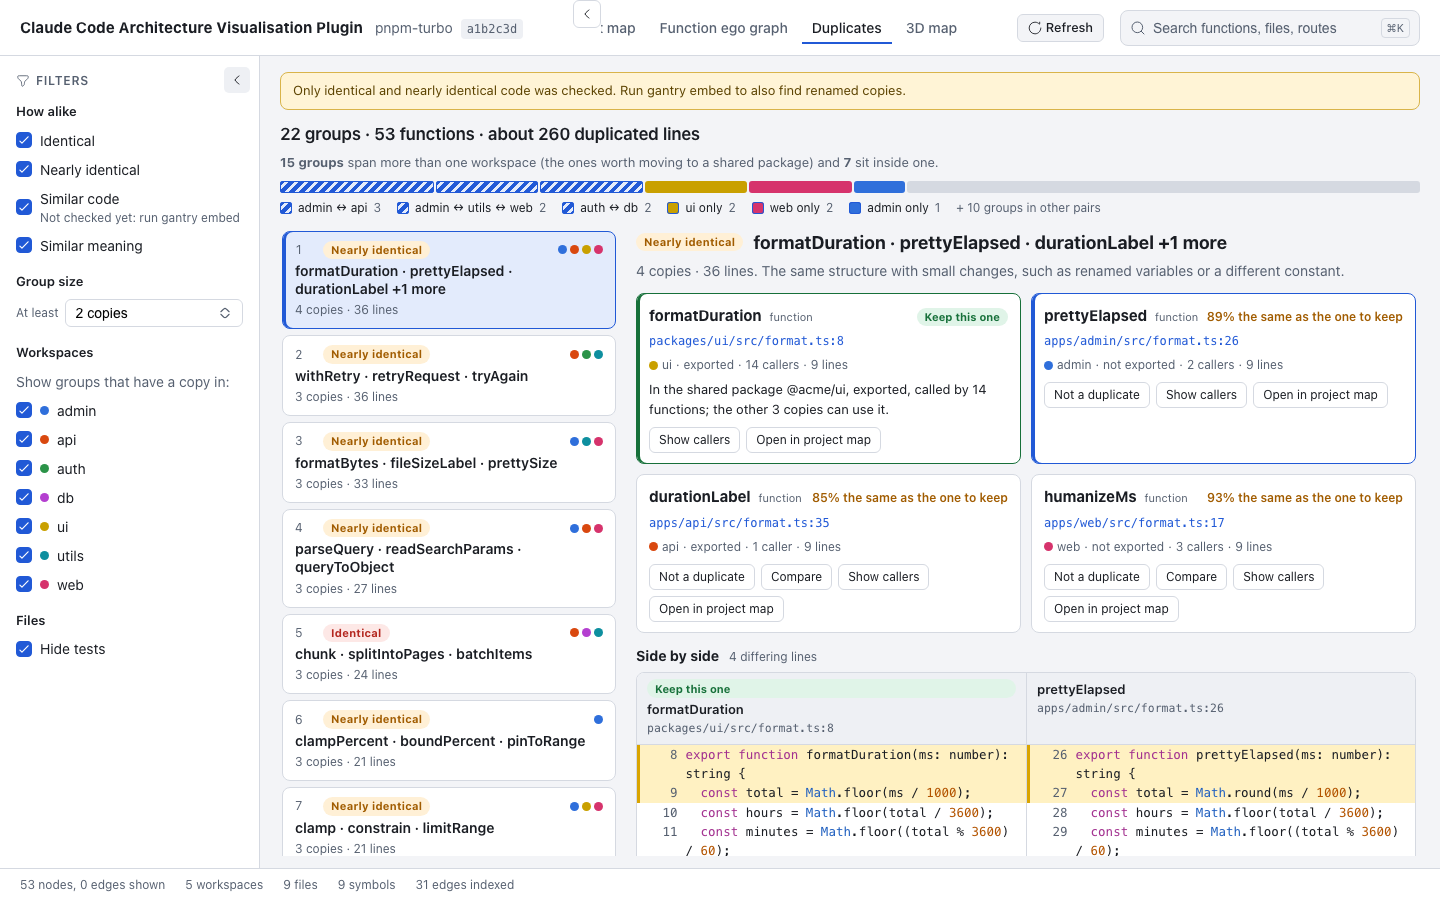 Claude Code Architecture Visualisation Plugin pnpm-turbo a1b2c3d
map Function ego graph Duplicates 3D map
Refresh
Search functions, files, routes ⌘K
FILTERS
How alike
Identical
Nearly identical
Similar code
Not checked yet: run gantry embed
Similar meaning
Group size
At least 2 copies
Workspaces
Show groups that have a copy in:
admin
api
auth
db
ui
utils
web
Files
Hide tests
Only identical and nearly identical code was checked. Run gantry embed to also find renamed copies.
22 groups · 53 functions · about 260 duplicated lines
15 groups span more than one workspace (the ones worth moving to a shared package) and 7 sit inside one.
admin ↔ api 3 admin ↔ utils ↔ web 2 auth ↔ db 2 ui only 2 web only 2 admin only 1 + 10 groups in other pairs
1 Nearly identical
formatDuration · prettyElapsed ·
durationLabel +1 more
4 copies · 36 lines
2 Nearly identical
withRetry · retryRequest · tryAgain
3 copies · 36 lines
3 Nearly identical
formatBytes · fileSizeLabel · prettySize
3 copies · 33 lines
4 Nearly identical
parseQuery · readSearchParams ·
queryToObject
3 copies · 27 lines
5 Identical
chunk · splitIntoPages · batchItems
3 copies · 24 lines
6 Nearly identical
clampPercent · boundPercent · pinToRange
3 copies · 21 lines
7 Nearly identical
clamp · constrain · limitRange
3 copies · 21 lines
Nearly identical formatDuration · prettyElapsed · durationLabel +1 more
4 copies · 36 lines. The same structure with small changes, such as renamed variables or a different constant.
formatDuration function Keep this one
packages/ui/src/format.ts:8
ui · exported · 14 callers · 9 lines
In the shared package @acme/ui, exported, called by 14
functions; the other 3 copies can use it.
Show callers Open in project map
prettyElapsed function 89% the same as the one to keep
apps/admin/src/format.ts:26
admin · not exported · 2 callers · 9 lines
Not a duplicate Show callers Open in project map
durationLabel function 85% the same as the one to keep
apps/api/src/format.ts:35
api · exported · 1 caller · 9 lines
Not a duplicate Compare Show callers
Open in project map
humanizeMs function 93% the same as the one to keep
apps/web/src/format.ts:17
web · not exported · 3 callers · 9 lines
Not a duplicate Compare Show callers
Open in project map
Side by side 4 differing lines
Keep this one
formatDuration
packages/ui/src/format.ts:8
8 export function formatDuration(ms: number):
string {
9 const total = Math.floor(ms / 1000);
10 const hours = Math.floor(total / 3600);
11 const minutes = Math.floor((total % 3600)
/ 60);
prettyElapsed
apps/admin/src/format.ts:26
26 export function prettyElapsed(ms: number):
string {
27 const total = Math.round(ms / 1000);
28 const hours = Math.floor(total / 3600);
29 const minutes = Math.floor((total % 3600)
/ 60);
53 nodes, 0 edges shown 5 workspaces 9 files 9 symbols 31 edges indexed